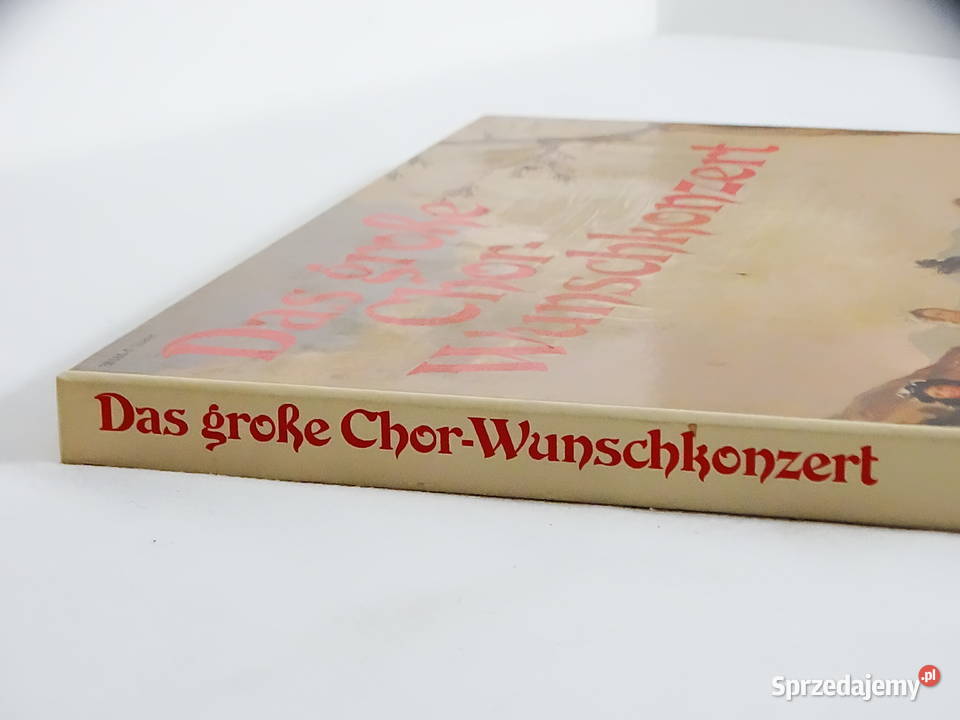 Das große
Chor-
Wunschkonzert
Das große Chor-Wunschkonzert
Sprzedajemy.pl